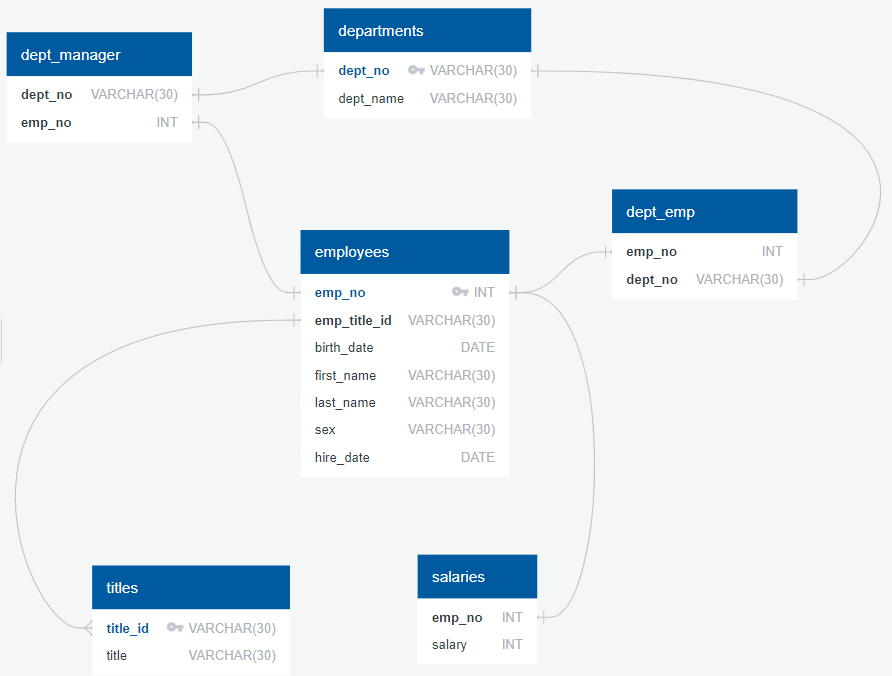 dept_manager
dept_no VARCHAR(30)
emp_no INT
departments
dept_no VARCHAR(30)
dept_name VARCHAR(30)
dept_emp
emp_no INT
dept_no VARCHAR(30)
employees
emp_no INT
emp_title_id VARCHAR(30)
birth_date DATE
first_name VARCHAR(30)
last_name VARCHAR(30)
sex VARCHAR(30)
hire_date DATE
titles
title_id VARCHAR(30)
title VARCHAR(30)
salaries
emp_no INT
salary INT